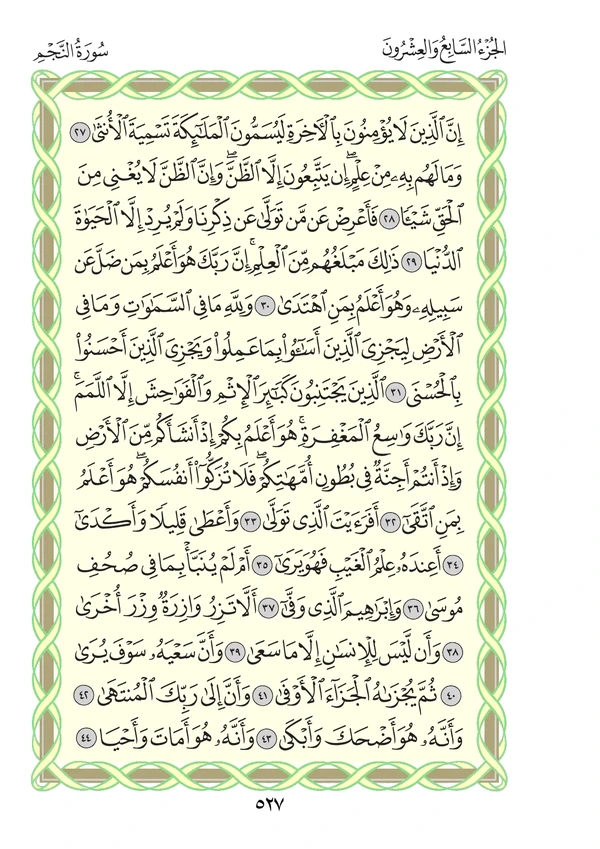 الجُزْءُ السَّابِعُ وَالعِشْرُونَ
سُورَةُ النَّجْمِ
إِنَّ ٱلَّذِينَ لَا يُؤْمِنُونَ بِٱلْـَٔاخِرَةِ لَيُسَمُّونَ ٱلْمَلَـٰٓئِكَةَ تَسْمِيَةَ ٱلْأُنثَىٰ ٢٧
وَمَا لَهُم بِهِۦ مِنْ عِلْمٍ ۖ إِن يَتَّبِعُونَ إِلَّا ٱلظَّنَّ ۖ وَإِنَّ ٱلظَّنَّ لَا يُغْنِى مِنَ
ٱلْحَقِّ شَيْـًٔا ٢٨ فَأَعْرِضْ عَن مَّن تَوَلَّىٰ عَن ذِكْرِنَا وَلَمْ يُرِدْ إِلَّا ٱلْحَيَوٰةَ
ٱلدُّنْيَا ٢٩ ذَٰلِكَ مَبْلَغُهُم مِّنَ ٱلْعِلْمِ ۚ إِنَّ رَبَّكَ هُوَ أَعْلَمُ بِمَن ضَلَّ عَن
سَبِيلِهِۦ وَهُوَ أَعْلَمُ بِمَنِ ٱهْتَدَىٰ ٣٠ وَلِلَّهِ مَا فِى ٱلسَّمَـٰوَٰتِ وَمَا فِى
ٱلْأَرْضِ لِيَجْزِىَ ٱلَّذِينَ أَسَـٰٓـُٔوا۟ بِمَا عَمِلُوا۟ وَيَجْزِىَ ٱلَّذِينَ أَحْسَنُوا۟
بِٱلْحُسْنَى ٣١ ٱلَّذِينَ يَجْتَنِبُونَ كَبَـٰٓئِرَ ٱلْإِثْمِ وَٱلْفَوَٰحِشَ إِلَّا ٱللَّمَمَ ۚ
إِنَّ رَبَّكَ وَٰسِعُ ٱلْمَغْفِرَةِ ۚ هُوَ أَعْلَمُ بِكُمْ إِذْ أَنشَأَكُم مِّنَ ٱلْأَرْضِ
وَإِذْ أَنتُمْ أَجِنَّةٌ فِى بُطُونِ أُمَّهَـٰتِكُمْ ۖ فَلَا تُزَكُّوٓا۟ أَنفُسَكُمْ ۖ هُوَ أَعْلَمُ
بِمَنِ ٱتَّقَىٰٓ ٣٢ أَفَرَءَيْتَ ٱلَّذِى تَوَلَّىٰ ٣٣ وَأَعْطَىٰ قَلِيلًا وَأَكْدَىٰٓ
٣٤ أَعِندَهُۥ عِلْمُ ٱلْغَيْبِ فَهُوَ يَرَىٰٓ ٣٥ أَمْ لَمْ يُنَبَّأْ بِمَا فِى صُحُفِ
مُوسَىٰ ٣٦ وَإِبْرَٰهِيمَ ٱلَّذِى وَفَّىٰٓ ٣٧ أَلَّا تَزِرُ وَازِرَةٌ وِزْرَ أُخْرَىٰ
٣٨ وَأَن لَّيْسَ لِلْإِنسَـٰنِ إِلَّا مَا سَعَىٰ ٣٩ وَأَنَّ سَعْيَهُۥ سَوْفَ يُرَىٰ
٤٠ ثُمَّ يُجْزَىٰهُ ٱلْجَزَآءَ ٱلْأَوْفَىٰ ٤١ وَأَنَّ إِلَىٰ رَبِّكَ ٱلْمُنتَهَىٰ ٤٢
وَأَنَّهُۥ هُوَ أَضْحَكَ وَأَبْكَىٰ ٤٣ وَأَنَّهُۥ هُوَ أَمَاتَ وَأَحْيَا ٤٤
٥٢٧